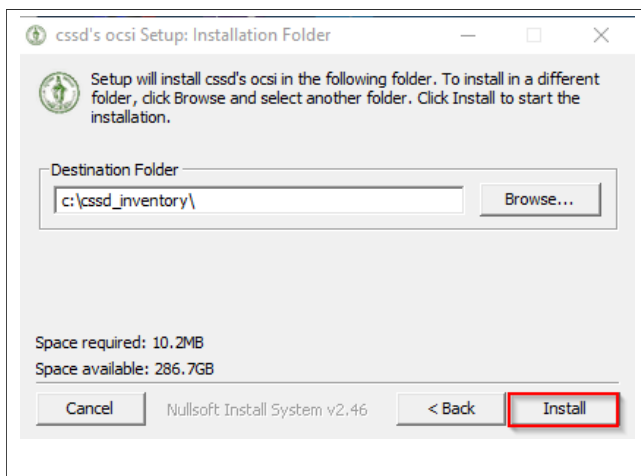 cssd's ocsi Setup: Installation Folder
Setup will install cssd's ocsi in the following folder. To install in a different
folder, click Browse and select another folder. Click Install to start the
installation.
Destination Folder
c:\cssd_inventory\
Browse...
Space required: 10.2MB
Space available: 286.7GB
Cancel
Nullsoft Install System v2.46
< Back
Install